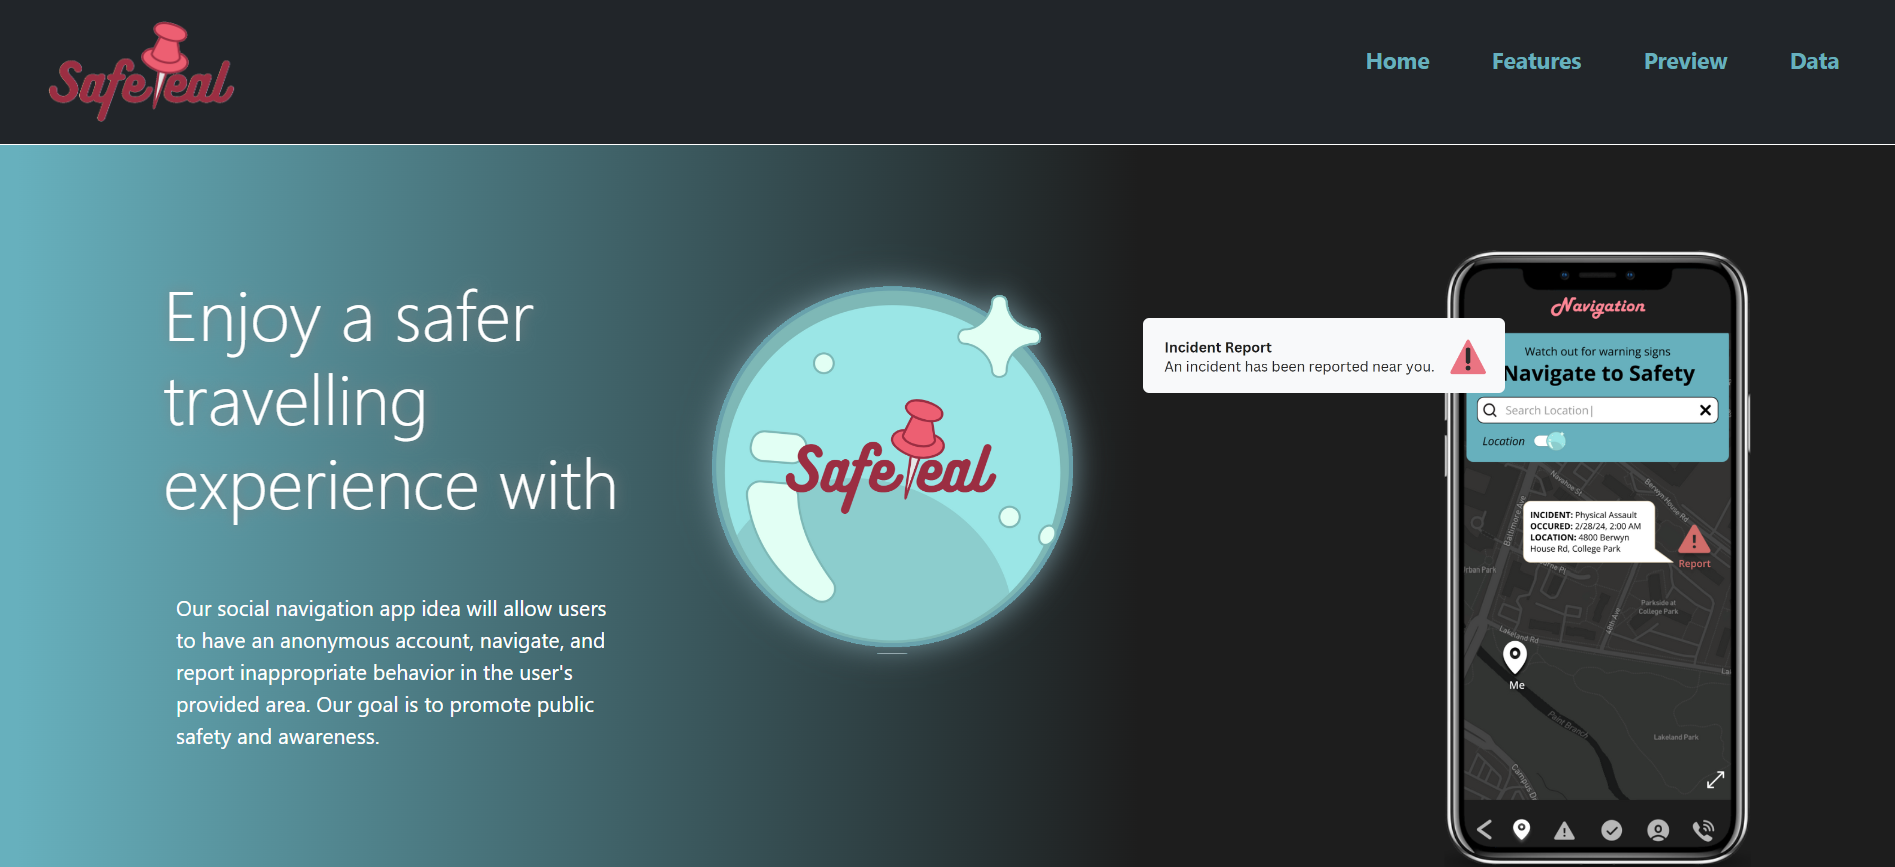 SafeTeal
Home
Features
Preview
Data
Enjoy a safer
travelling
experience with
Our social navigation app idea will allow users
to have an anonymous account, navigate, and
report inappropriate behavior in the user's
provided area. Our goal is to promote public
safety and awareness.
SafeTeal
Incident Report
An incident has been reported near you.
Navigation
Watch out for warning signs
Navigate to Safety
Search Location|
Location
Navahoe St
Berwyn House Rd
Baltimore Ave
INCIDENT: Physical Assault
OCCURED: 2/28/24, 2:00 AM
LOCATION: 4800 Berwyn
House Rd, College Park
Report
Urban Park
Parkside at
College Park
48th Ave
Lakeland Rd
Me
Paint Branch
Lakeland Park
Campus Dr